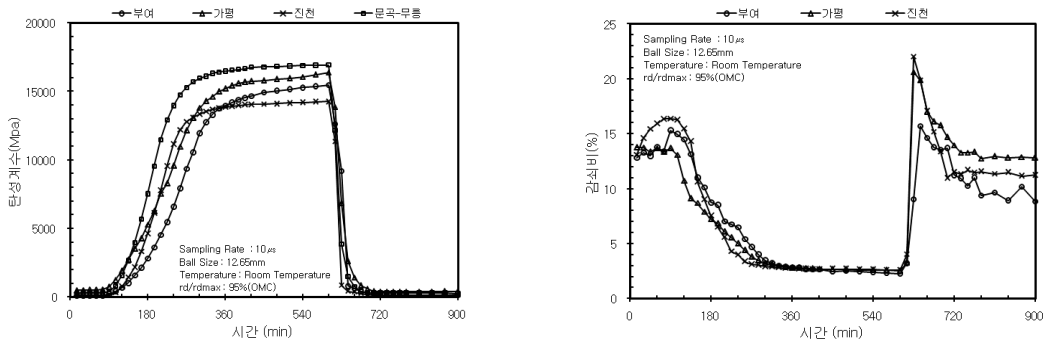 부여 가평 진천 문곡-무릉
20000
15000
10000
5000
0
탄성계수(Mpa)
Sampling Rate : 10㎲
Ball Size : 12.65mm
Temperature : Room Temperature
rd/rdmax : 95%(OMC)
0 180 360 540 720 900
시간 (min)
부여 가평 진천
25
20
15
10
5
0
감쇠비(%)
Sampling Rate : 10㎲
Ball Size : 12.65mm
Temperature : Room Temperature
rd/rdmax : 95%(OMC)
0 180 360 540 720 900
시간 (min)